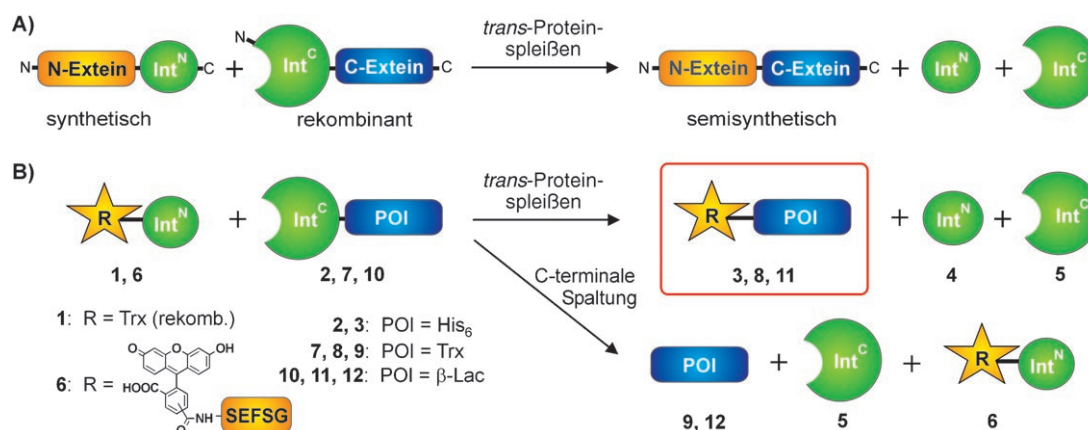 A)
trans-Protein-
spleißen
N N-Extein Int^N C + N Int^C C-Extein C N N-Extein C-Extein C + Int^N + Int^C
synthetisch rekombinant semisynthetisch
B)
trans-Protein-
spleißen
R Int^N + Int^C POI R POI + Int^N + Int^C
1, 6 2, 7, 10 3, 8, 11 4 5
C-terminale
Spaltung
1: R = Trx (rekomb.) 2, 3: POI = His₆
7, 8, 9: POI = Trx
10, 11, 12: POI = β-Lac
6: R = O O OH HOOC O NH SEFSG
POI + Int^C + R Int^N
9, 12 5 6